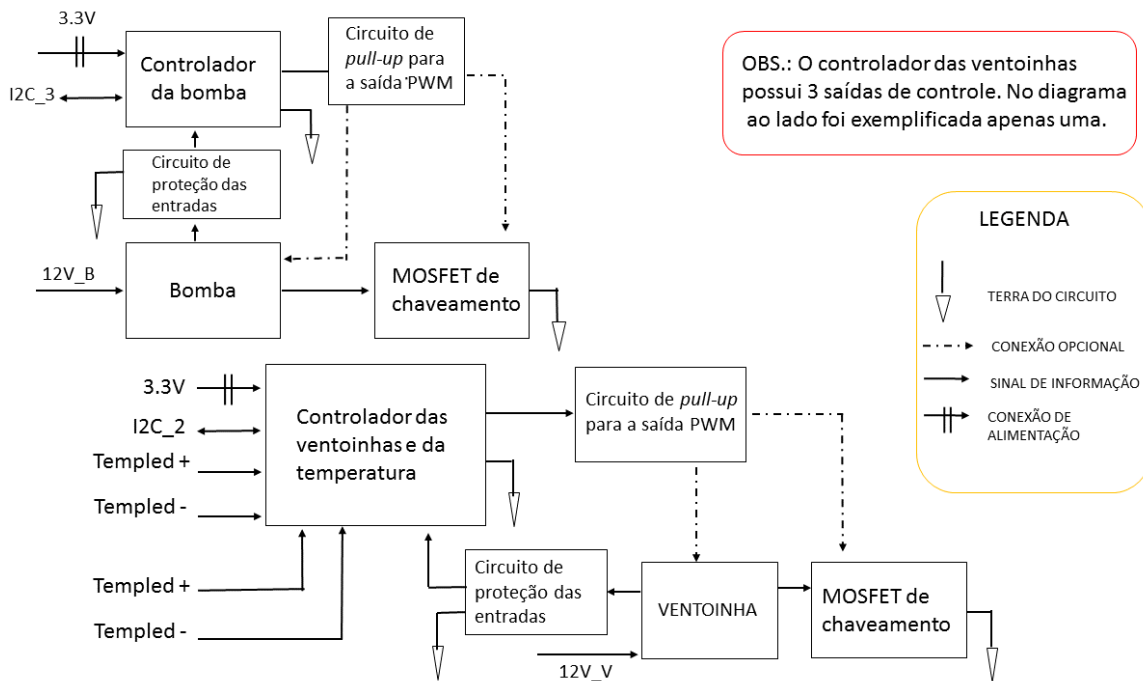 3.3V
I2C_3
Controlador
da bomba
Circuito de
pull-up para
a saída PWM
Circuito de
proteção das
entradas
12V_B
Bomba
MOSFET de
chaveamento
OBS.: O controlador das ventoinhas
possui 3 saídas de controle. No diagrama
ao lado foi exemplificada apenas uma.
LEGENDA
TERRA DO CIRCUITO
CONEXÃO OPCIONAL
SINAL DE INFORMAÇÃO
CONEXÃO DE
ALIMENTAÇÃO
3.3V
I2C_2
Templed +
Templed -
Templed +
Templed -
Controlador das
ventoinhas e da
temperatura
Circuito de pull-up
para a saída PWM
Circuito de
proteção das
entradas
VENTOINHA
MOSFET de
chaveamento
12V_V